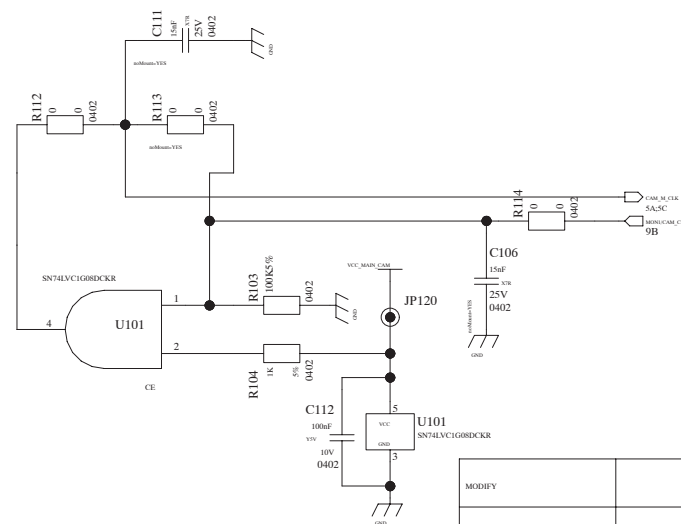 C111
15nF
X7R
25V
0402
GND
noMount=YES
R112
0
0
0402
R113
0
0
0402
noMount=YES
R114
0
0
0402
CAM_M_CLK
5A;5C
MONUCAM_C
9B
C106
15nF
X7R
25V
0402
noMount=YES
GND
SN74LVC1G08DCKR
1
R103
100K5%
0402
GND
VCC_MAIN_CAM
JP120
4
U101
2
R104
1K
5%
0402
CE
C112
100nF
Y5V
10V
0402
5
VCC
GND
3
U101
SN74LVC1G08DCKR
GND
MODIFY